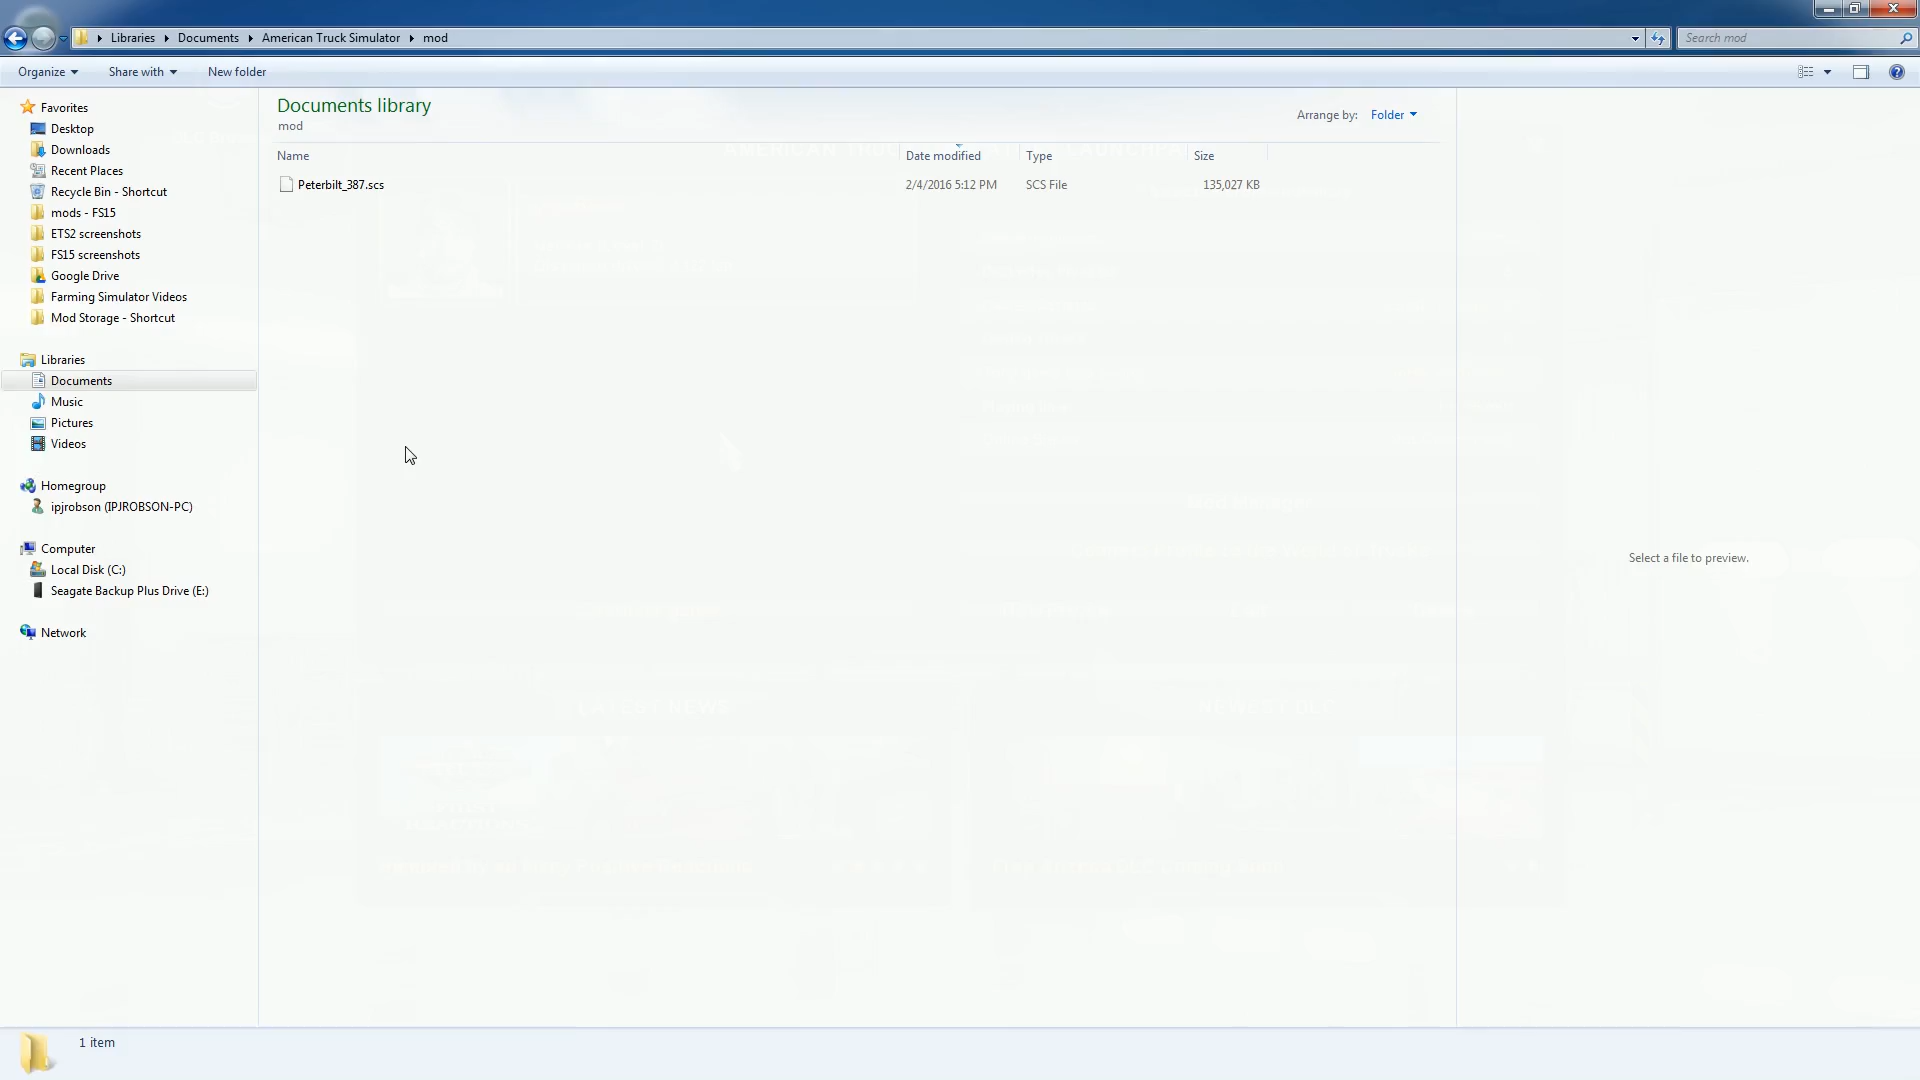 Libraries Documents American Truck Simulator mod
Search mod
Organize Share with New folder
Favorites
Desktop
Downloads
Recent Places
Recycle Bin - Shortcut
mods - FS15
ETS2 screenshots
FS15 screenshots
Google Drive
Farming Simulator Videos
Mod Storage - Shortcut
Libraries
Documents
Music
Pictures
Videos
Homegroup
ipjrobson (IPJROBSON-PC)
Computer
Local Disk (C:)
Seagate Backup Plus Drive (E:)
Network
Documents library
mod
Arrange by: Folder
Name Date modified Type Size
Peterbilt_387.scs 2/4/2016 5:12 PM SCS File 135,027 KB
LATEST NEWS
Select a file to preview.
1 item